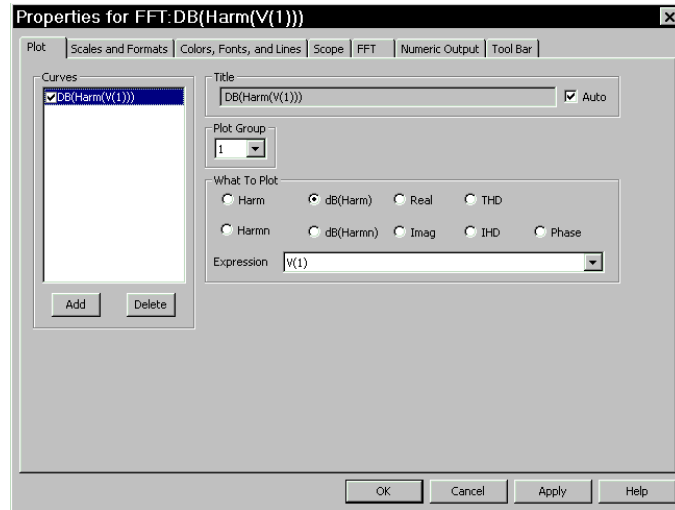 Properties for FFT:DB(Harm(V(1)))
Plot Scales and Formats Colors, Fonts, and Lines Scope FFT Numeric Output Tool Bar
Curves
DB(Harm(V(1)))
Add Delete
Title
DB(Harm(V(1))) Auto
Plot Group
1
What To Plot
Harm dB(Harm) Real THD
Harmn dB(Harmn) Imag IHD Phase
Expression V(1)
OK Cancel Apply Help